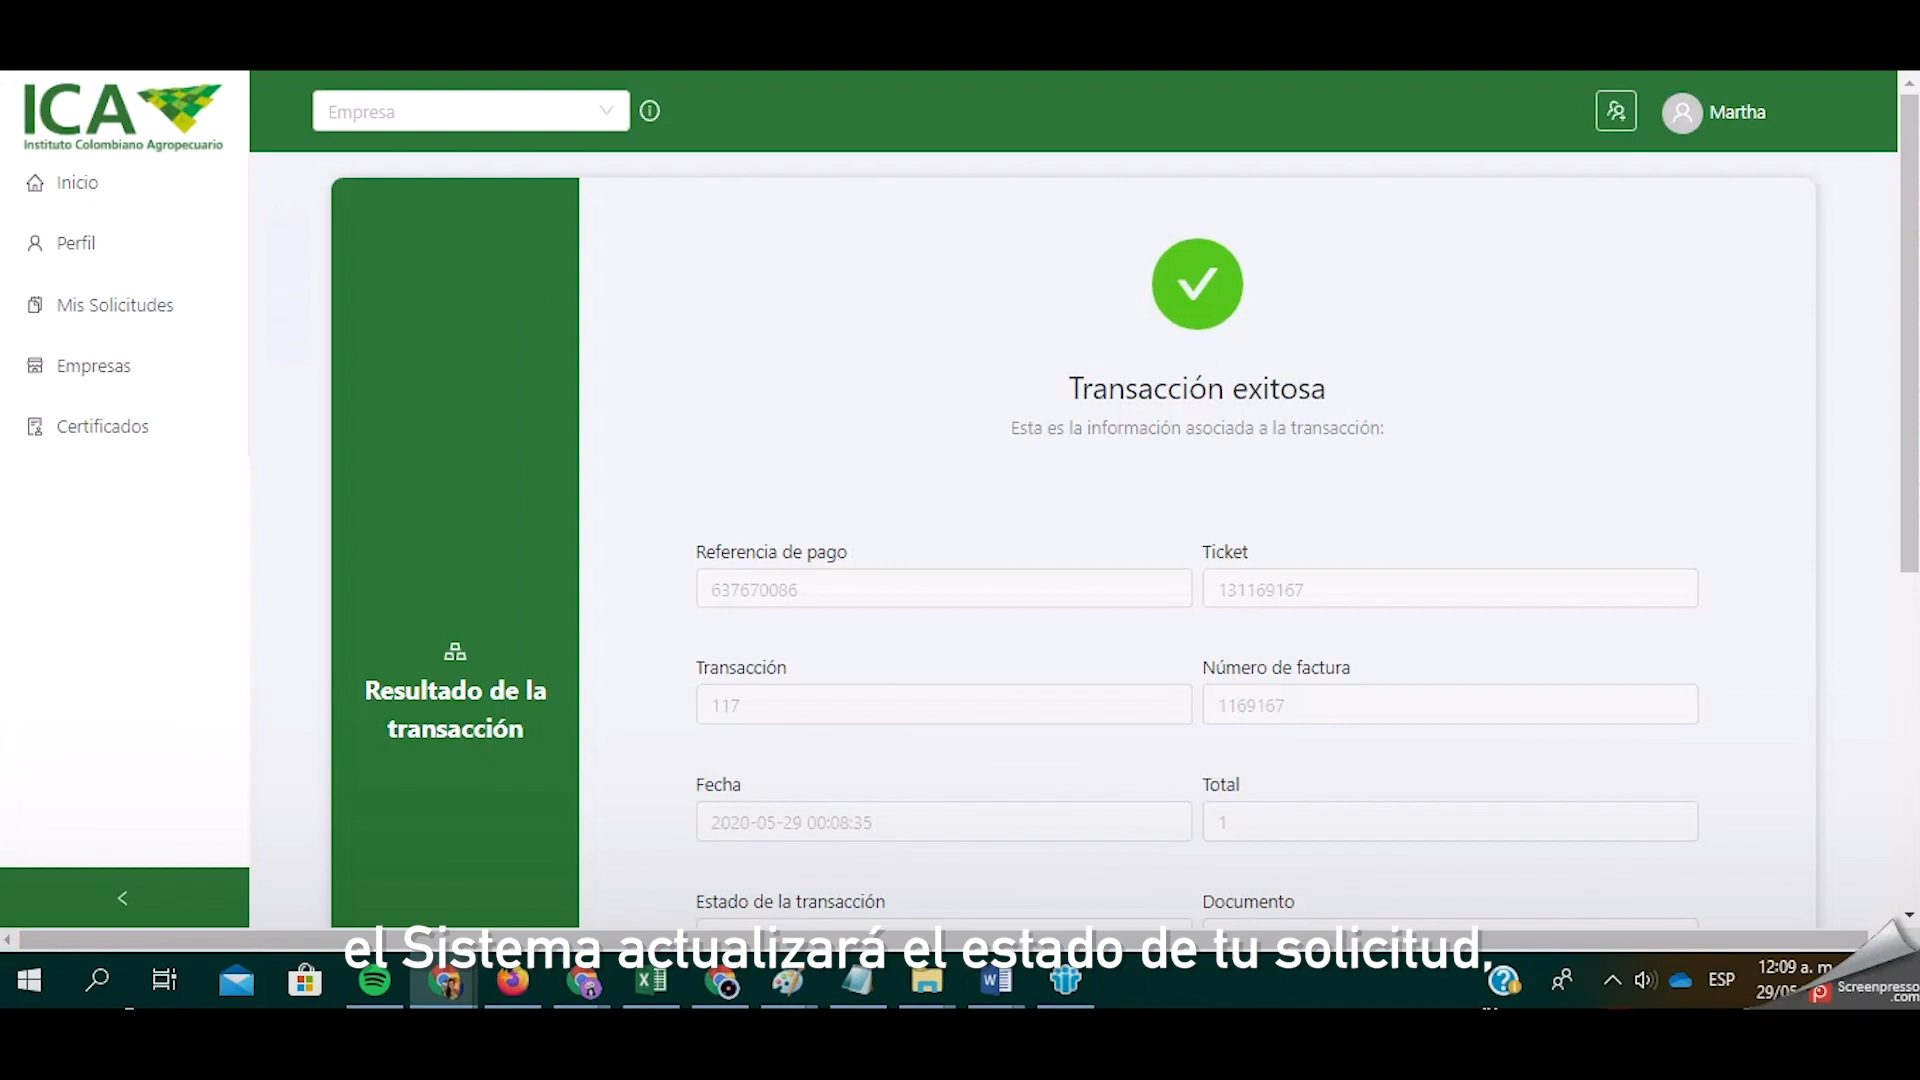 ICA
Instituto Colombiano Agropecuario
Empresa
Martha
Inicio
Perfil
Mis Solicitudes
Empresas
Certificados
Resultado de la
transacción
Transacción exitosa
Esta es la información asociada a la transacción:
Referencia de pago
637670086
Ticket
131169167
Transacción
117
Número de factura
1169167
Fecha
2020-05-29 00:08:35
Total
1
Estado de la transacción
Documento
el Sistema actualizará el estado de tu solicitud,
ESP
12:09 a. m.
29/05
Screenpresso
.com